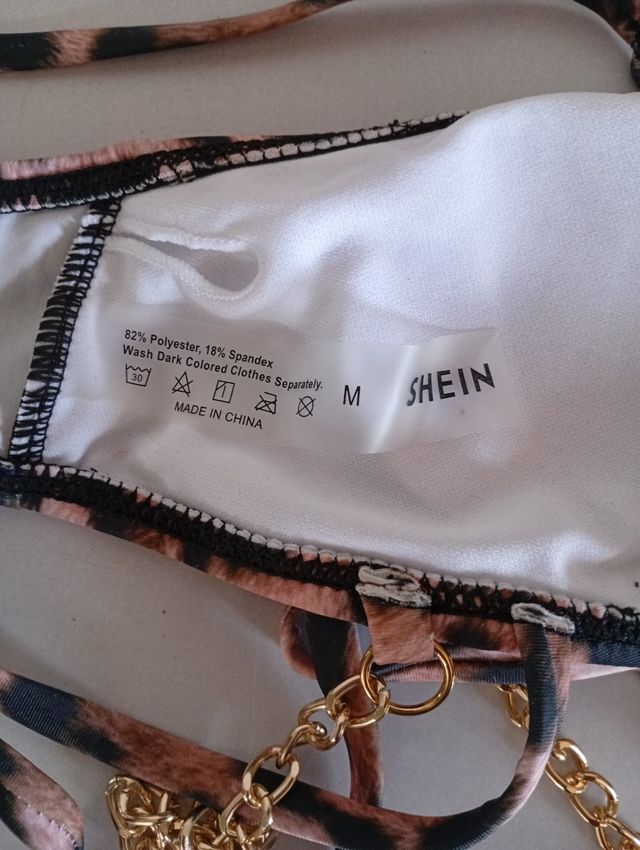 82% Polyester, 18% Spandex
Wash Dark Colored Clothes Separately.
30
M
SHEIN
MADE IN CHINA